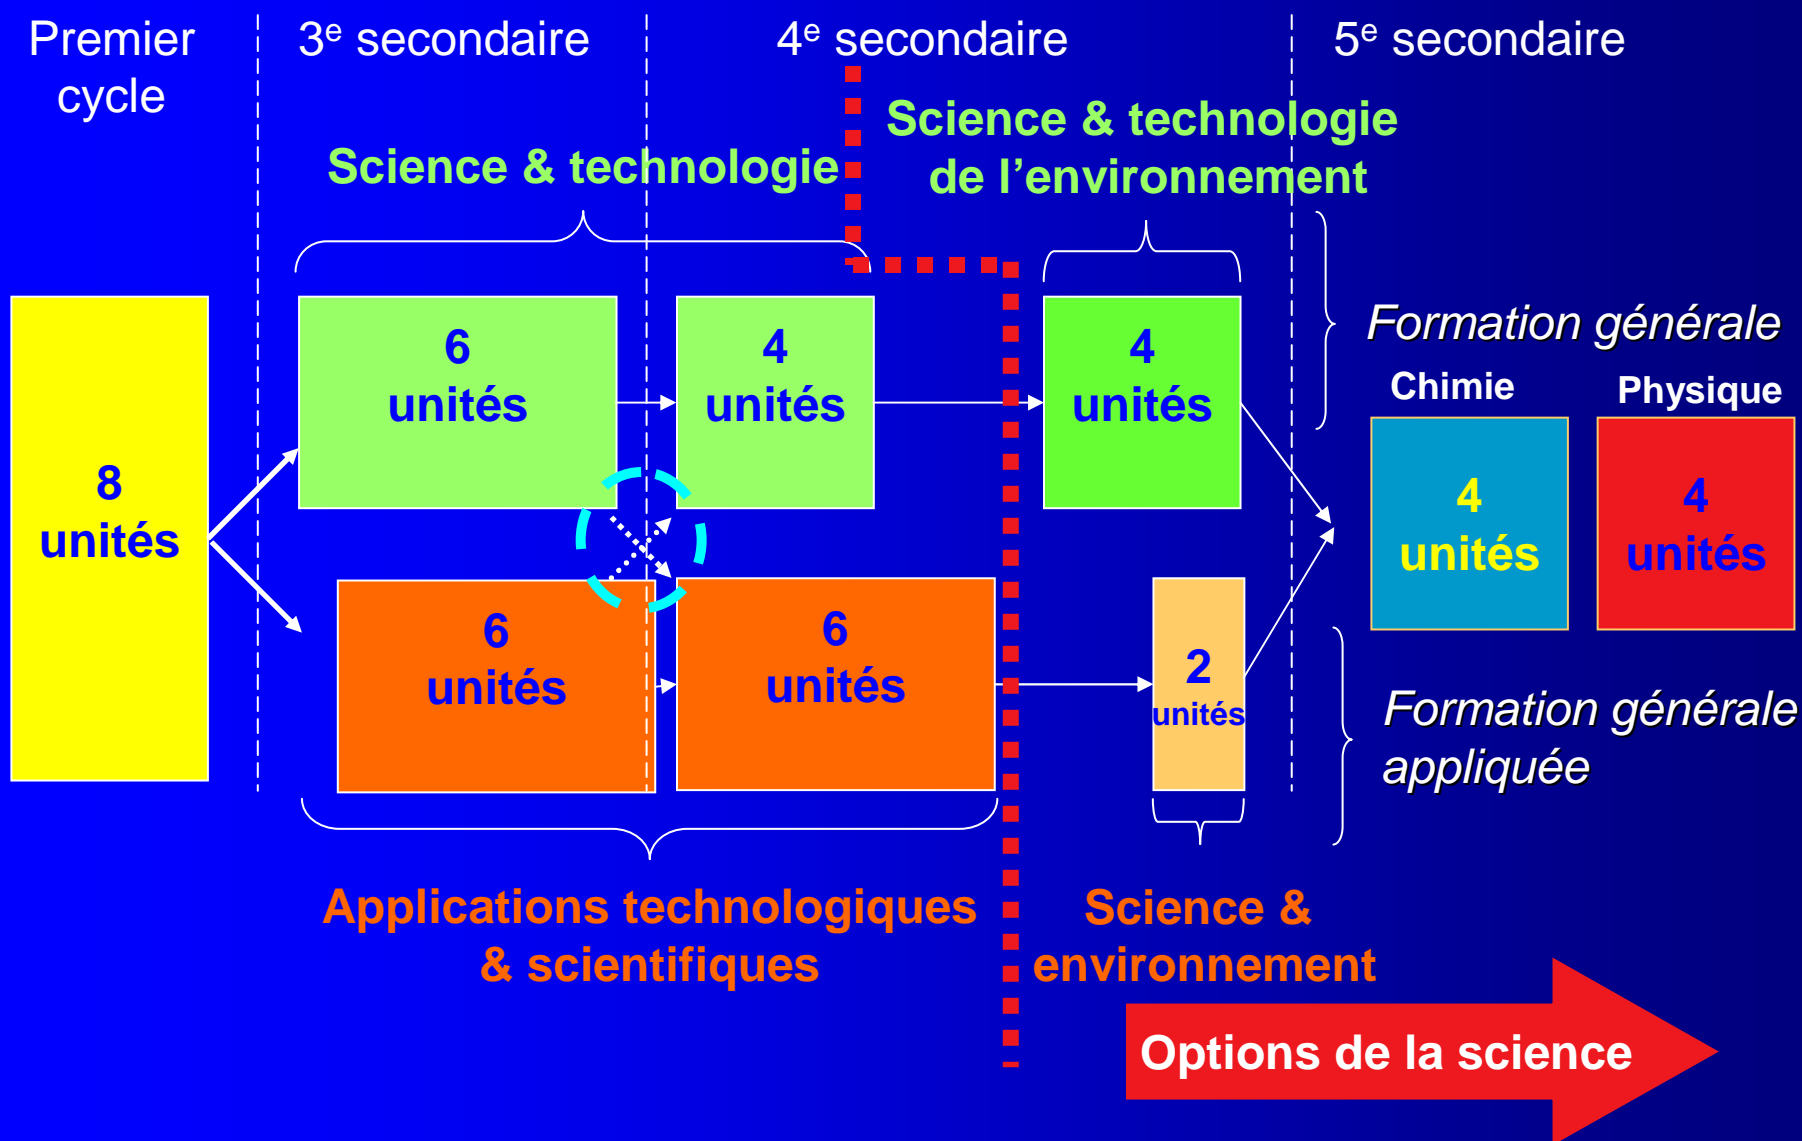 Premier
cycle
3e secondaire
4e secondaire
5e secondaire
Science & technologie
Science & technologie
de l’environnement
8
unités
6
unités
4
unités
4
unités
Formation générale
Chimie
Physique
4
unités
4
unités
6
unités
6
unités
2
unités
Formation générale
appliquée
Applications technologiques
& scientifiques
Science &
environnement
Options de la science